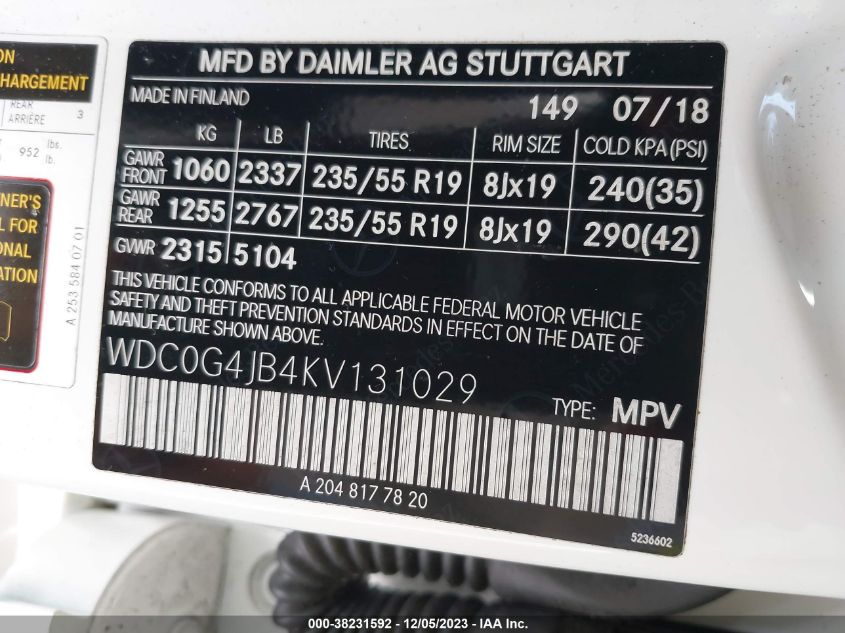 ON
HARGEMENT
REAR
ARRIÈRE 3
952 lbs.
lb.
NER'S
L FOR
ONAL
ATION
A 253 584 07 01
MFD BY DAIMLER AG STUTTGART
MADE IN FINLAND 149 07/18
KG LB TIRES RIM SIZE COLD KPA(PSI)
GAWR
FRONT 1060 2337 235/55 R19 8Jx19 240(35)
GAWR
REAR 1255 2767 235/55 R19 8Jx19 290(42)
GVWR 2315 5104
THIS VEHICLE CONFORMS TO ALL APPLICABLE FEDERAL MOTOR VEHICLE
SAFETY AND THEFT PREVENTION STANDARDS IN EFFECT ON THE DATE OF
MANUFACTURE SHOWN ABOVE.
WDC0G4JB4KV131029
TYPE: MPV
A 204 817 78 20
5236602
000-38231592 - 12/05/2023 - IAA Inc.